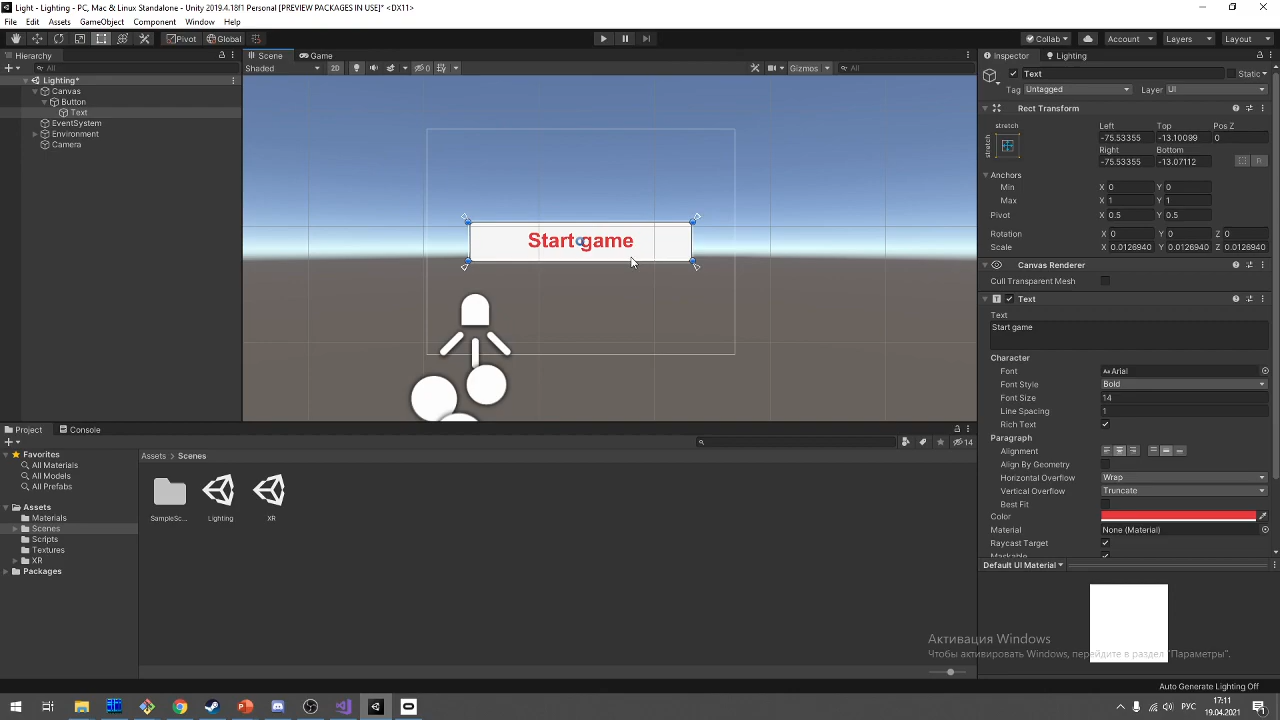 Light - Lighting - PC, Mac & Linux Standalone - Unity 2019.4.18f1 Personal [PREVIEW PACKAGES IN USE]* <DX11>
File Edit Assets GameObject Component Window Help
Pivot Global Collab Account Layers Layout
Hierarchy Scene Game Inspector Lighting
All Shaded 2D 0 Gizmos All Text Static
Tag Untagged Layer UI
Lighting*
Canvas
Button
Text
EventSystem
Environment
Camera
Start game
Rect Transform
stretch Left Top Pos Z
stretch -75.53355 -13.10099 0
Right Bottom
-75.53355 -13.07112 R
Anchors
Min X 0 Y 0
Max X 1 Y 1
Pivot X 0.5 Y 0.5
Rotation X 0 Y 0 Z 0
Scale X 0.0126940 Y 0.0126940 Z 0.0126940
Canvas Renderer
Cull Transparent Mesh
Text
Text
Start game
Character
Font Arial
Font Style Bold
Font Size 14
Line Spacing 1
Rich Text
Paragraph
Alignment
Align By Geometry
Horizontal Overflow Wrap
Vertical Overflow Truncate
Best Fit
Color
Material None (Material)
Raycast Target
Maskable
Default UI Material
Project Console
14
Favorites
All Materials
All Models
All Prefabs
Assets
Materials
Scenes
Scripts
Textures
XR
Packages
Assets Scenes
SampleSc... Lighting XR
Активация Windows
Чтобы активировать Windows, перейдите в раздел "Параметры".
Auto Generate Lighting Off
РУС 11:11
19.04.2021